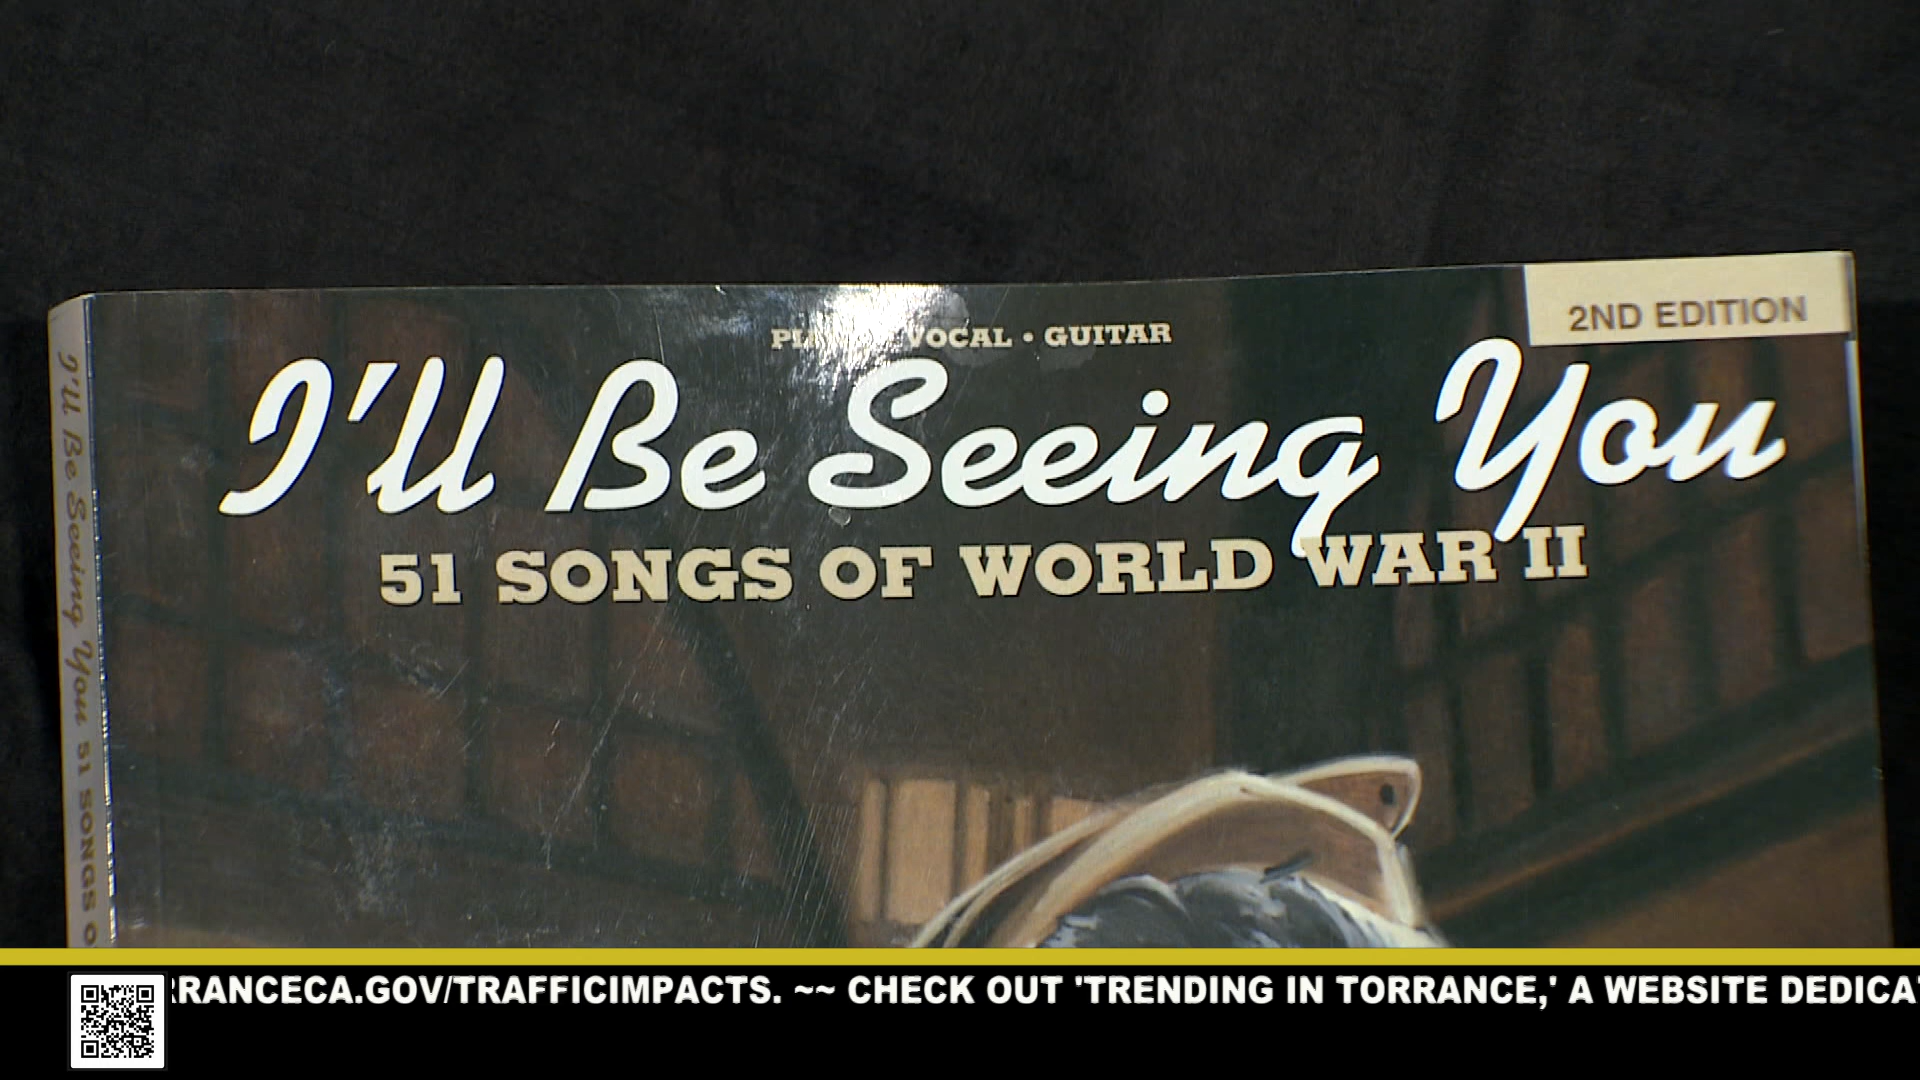 2ND EDITION
VOCAL • GUITAR
I'll Be Seeing You
51 SONGS OF WORLD WAR II
I'll Be Seeing You 51 SONGS O
RRANCECA.GOV/TRAFFICIMPACTS. ~~ CHECK OUT 'TRENDING IN TORRANCE,' A WEBSITE DEDICA